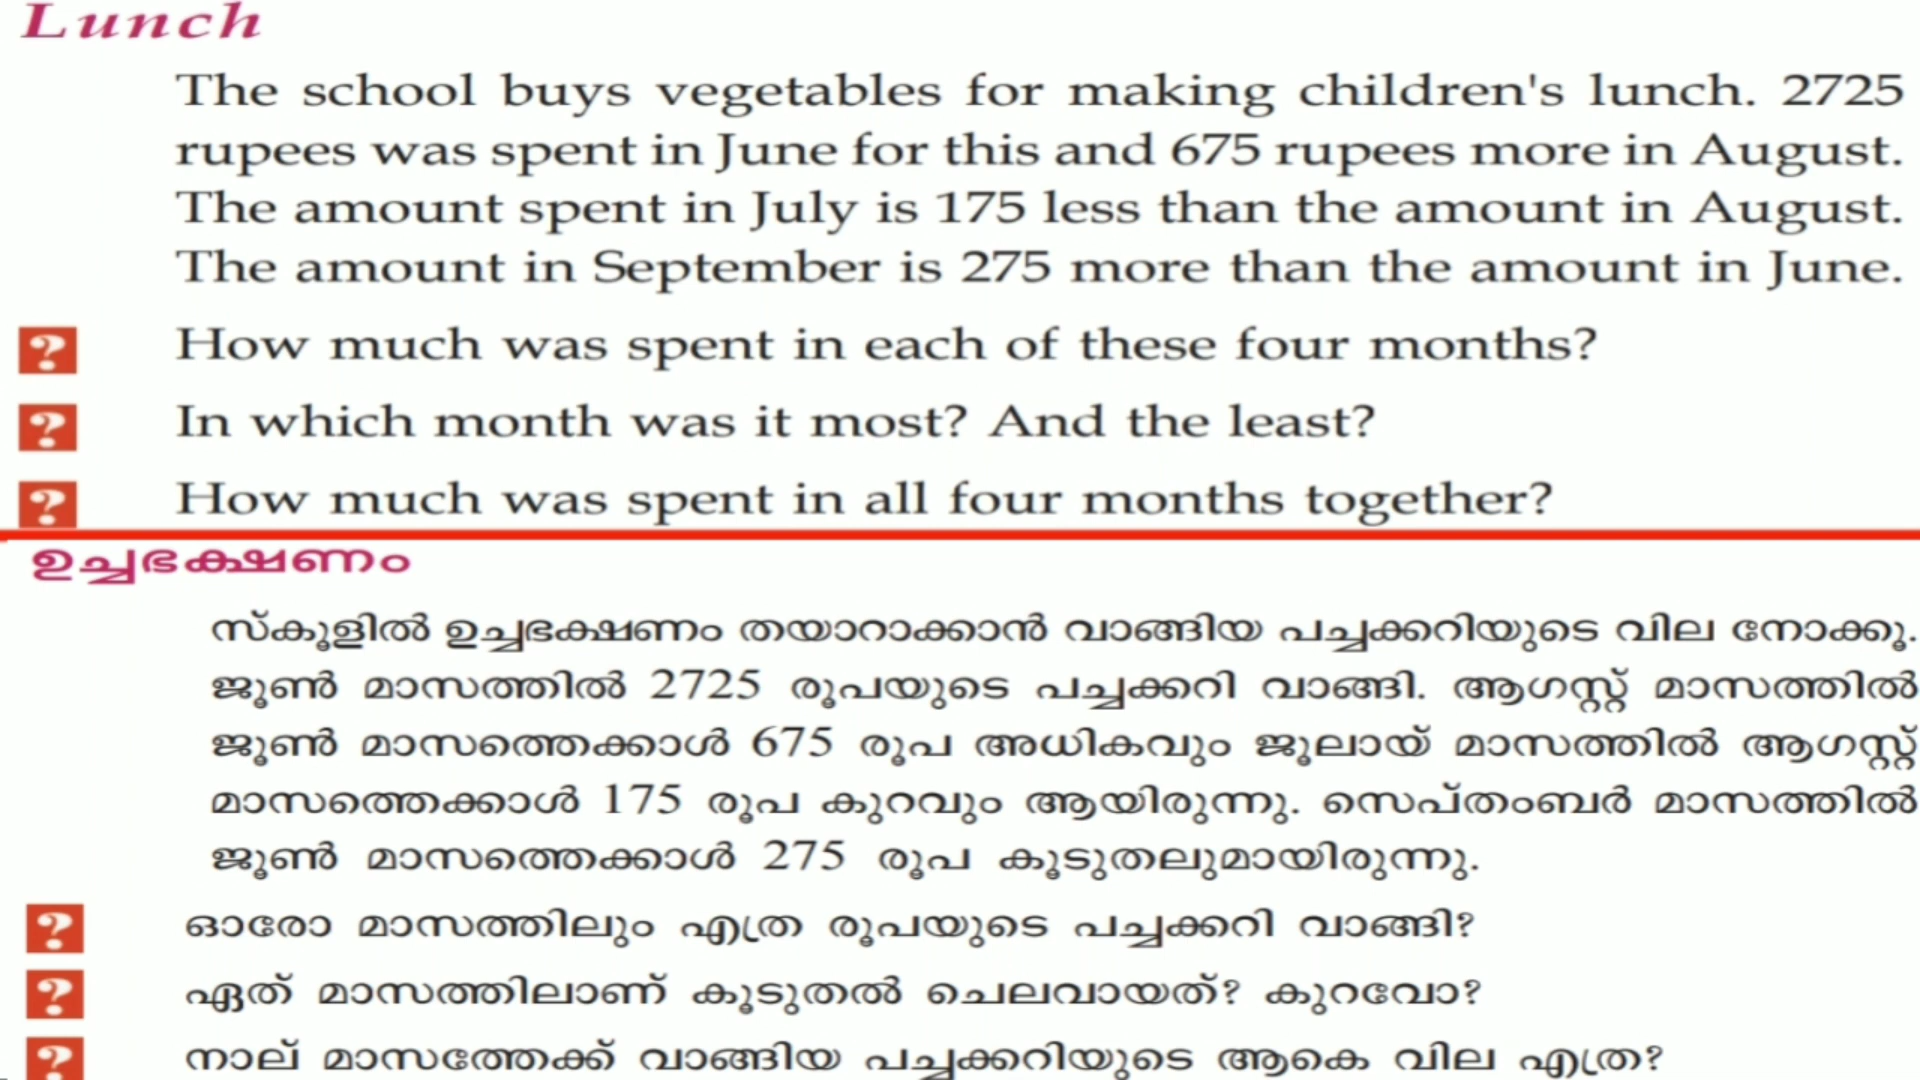 Lunch
The school buys vegetables for making children's lunch. 2725
rupees was spent in June for this and 675 rupees more in August.
The amount spent in July is 175 less than the amount in August.
The amount in September is 275 more than the amount in June.
? How much was spent in each of these four months?
? In which month was it most? And the least?
? How much was spent in all four months together?
ഉച്ചഭക്ഷണം
സ്കൂളിൽ ഉച്ചഭക്ഷണം തയാറാക്കാൻ വാങ്ങിയ പച്ചക്കറിയുടെ വില നോക്കൂ.
ജൂൺ മാസത്തിൽ 2725 രൂപയുടെ പച്ചക്കറി വാങ്ങി. ആഗസ്റ്റ് മാസത്തിൽ
ജൂൺ മാസത്തെക്കാൾ 675 രൂപ അധികവും ജൂലായ് മാസത്തിൽ ആഗസ്റ്റ്
മാസത്തെക്കാൾ 175 രൂപ കുറവും ആയിരുന്നു. സെപ്തംബർ മാസത്തിൽ
ജൂൺ മാസത്തെക്കാൾ 275 രൂപ കൂടുതലുമായിരുന്നു.
? ഓരോ മാസത്തിലും എത്ര രൂപയുടെ പച്ചക്കറി വാങ്ങി?
? ഏത് മാസത്തിലാണ് കൂടുതൽ ചെലവായത്? കുറവോ?
? നാല് മാസത്തേക്ക് വാങ്ങിയ പച്ചക്കറിയുടെ ആകെ വില എത്ര?